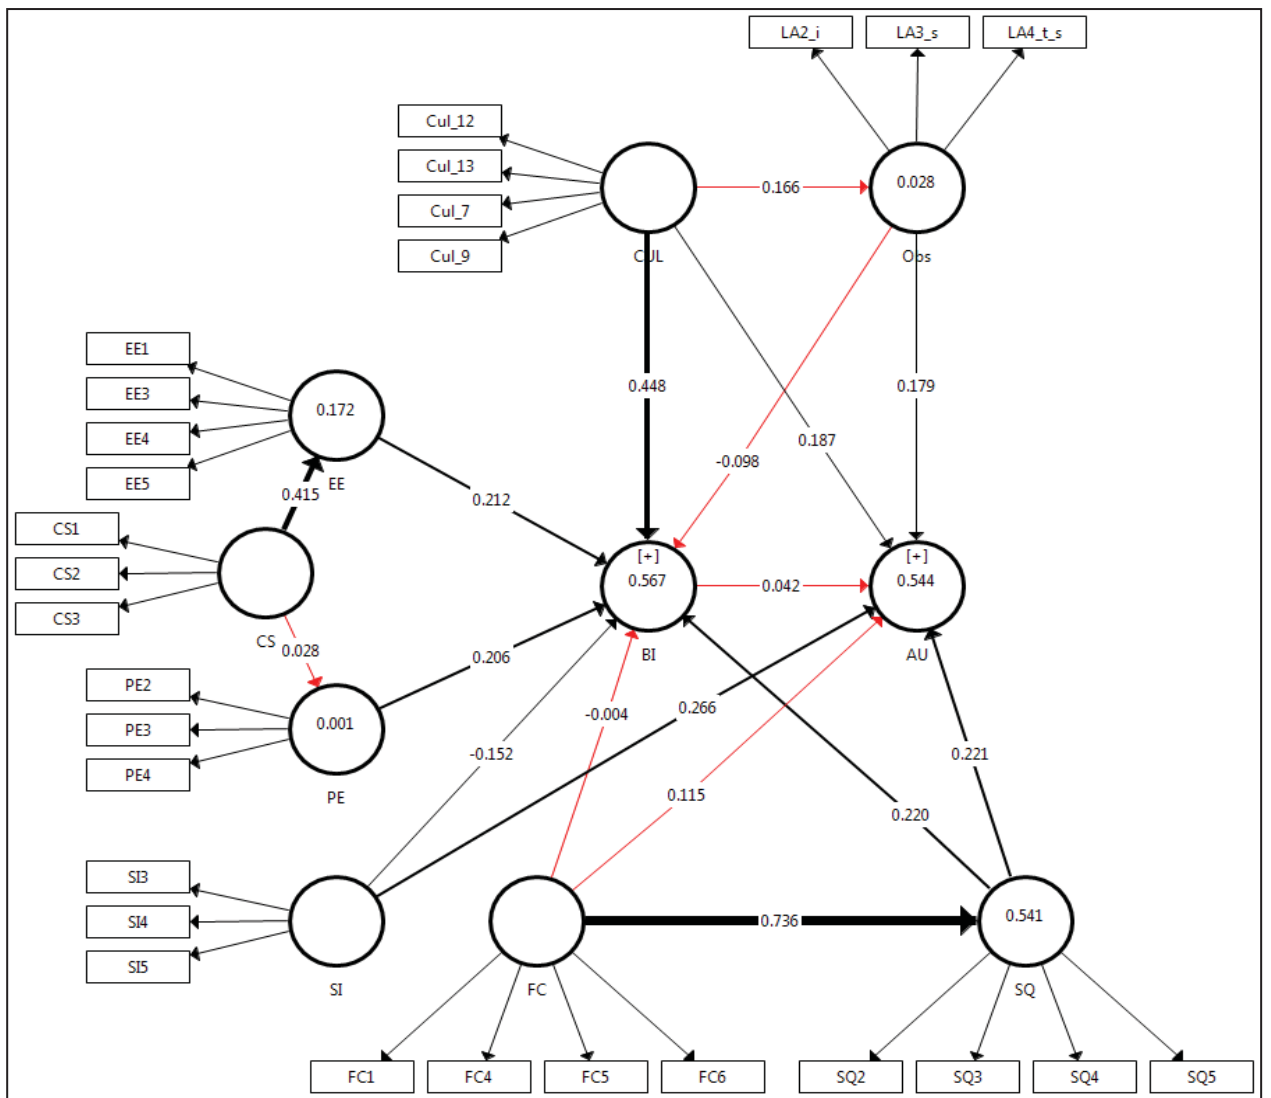 LA2_i
LA3_s
LA4_t_s
Cul_12
Cul_13
Cul_7
Cul_9
0.166
0.028
CUL
Obs
EE1
EE3
EE4
EE5
0.172
EE
0.448
0.179
0.187
-0.098
0.415
0.212
CS1
CS2
CS3
CS
[+]
0.567
BI
0.042
[+]
0.544
AU
0.028
0.206
PE2
PE3
PE4
0.001
PE
-0.152
-0.004
0.266
0.115
0.221
0.220
SI3
SI4
SI5
SI
FC
0.736
0.541
SQ
FC1
FC4
FC5
FC6
SQ2
SQ3
SQ4
SQ5